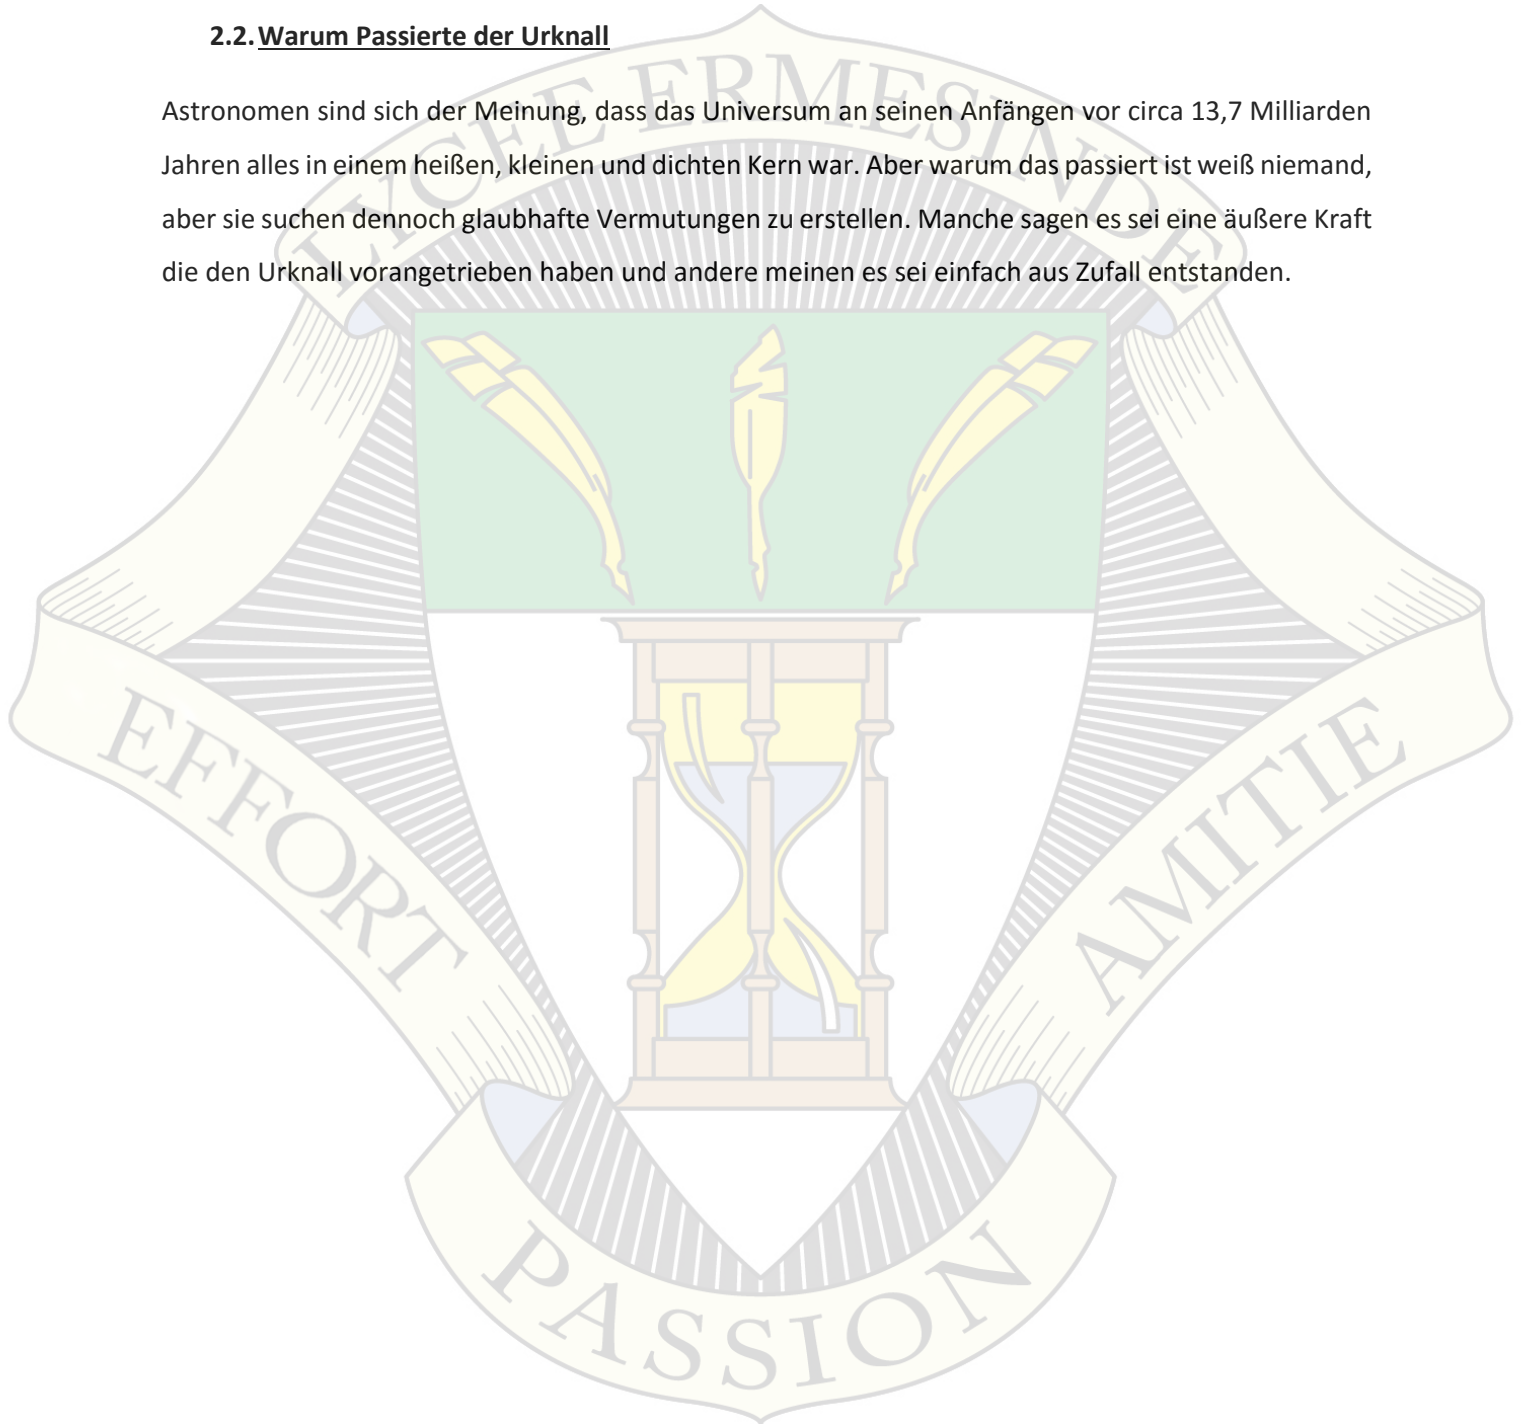 2.2. Warum Passierte der Urknall
Astronomen sind sich der Meinung, dass das Universum an seinen Anfängen vor circa 13,7 Milliarden
Jahren alles in einem heißen, kleinen und dichten Kern war. Aber warum das passiert ist weiß niemand,
aber sie suchen dennoch glaubhafte Vermutungen zu erstellen. Manche sagen es sei eine äußere Kraft
die den Urknall vorangetrieben haben und andere meinen es sei einfach aus Zufall entstanden.
LYCEE ERMESINDE
EFFORT
AMITIE
PASSION